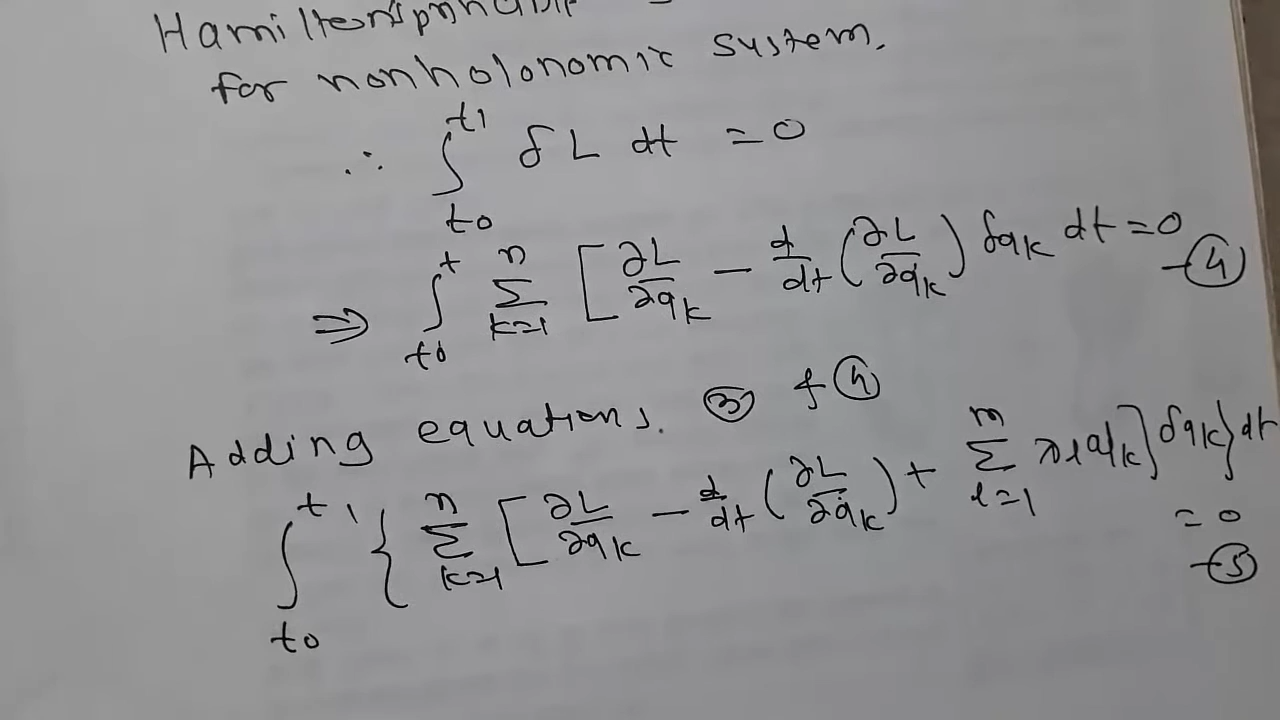 Hamilton's principle
for nonholonomic system.
∴ ∫_{t0}^{t1} δL dt = 0
⇒ ∫_{t0}^{t} Σ_{k=1}^{n} [ ∂L/∂q_k - d/dt (∂L/∂q̇_k) δq_k dt = 0 -(4)
Adding equations. (3) & (4)
∫_{t0}^{t1} { Σ_{k=1}^{n} [ ∂L/∂q_k - d/dt (∂L/∂q̇_k) + Σ_{l=1}^{m} λ_l a_{lk} ] δq_k } dt
= 0
-(5)